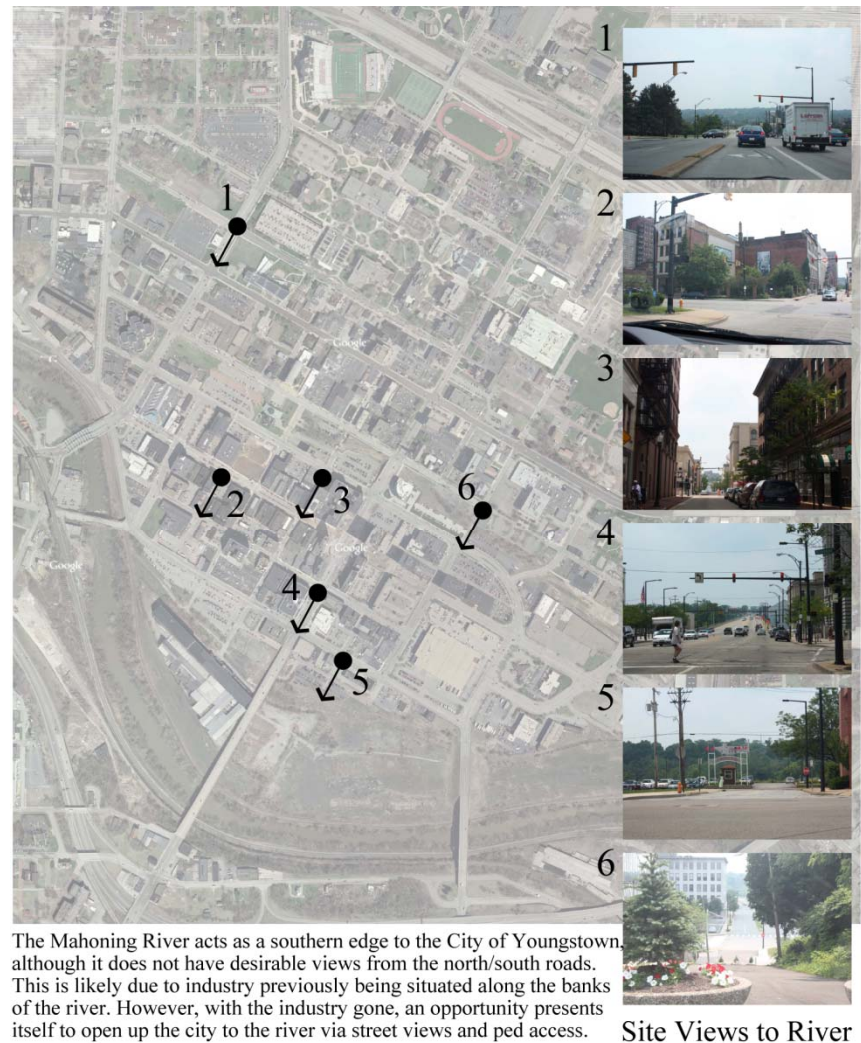 1
2
3
4
5
6
1
2
3
4
5
6
Google
Google
Google
The Mahoning River acts as a southern edge to the City of Youngstown,
although it does not have desirable views from the north/south roads.
This is likely due to industry previously being situated along the banks
of the river. However, with the industry gone, an opportunity presents
itself to open up the city to the river via street views and ped access.
Site Views to River